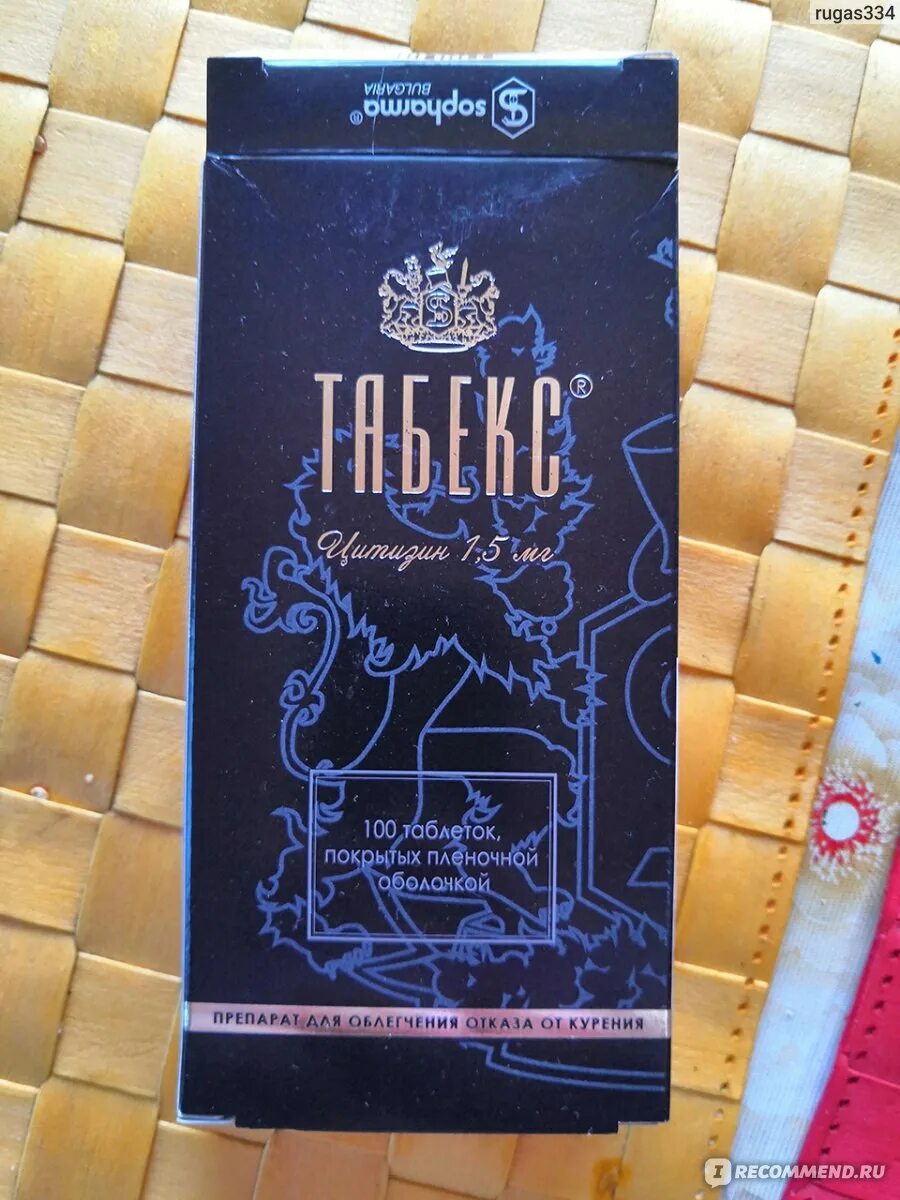 rugas334
sopharma®
BULGARIA
ТАБЕКС®
Цитизин 1,5 мг
100 таблеток,
покрытых пленочной
оболочкой
ПРЕПАРАТ ДЛЯ ОБЛЕГЧЕНИЯ ОТКАЗА ОТ КУРЕНИЯ
IRECOMMEND.RU